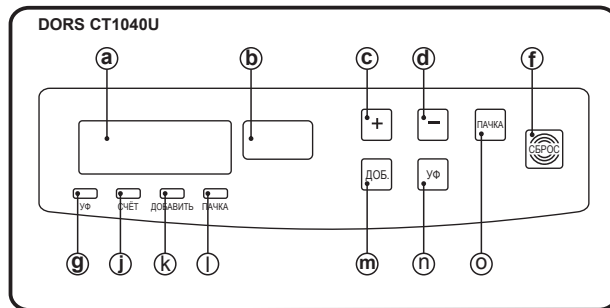 DORS CT1040U
a b c d f
+ − ПАЧКА
СБРОС
ДОБ. УФ
УФ СЧЁТ ДОБАВИТЬ ПАЧКА
g j k l m n o